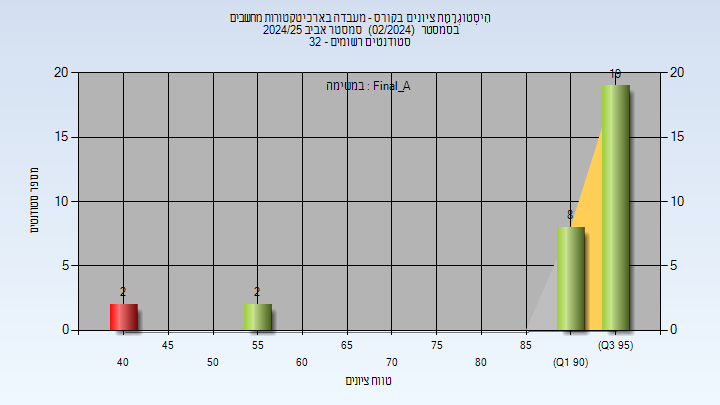 היסטוגרמת ציונים בקורס - מעבדה בארכיטקטורות מחשבים
בסמסטר (02/2024) סמסטר אביב 2024/25
סטודנטים רשומים - 32
במטימה : Final_A
20 20
15 15
10 10
5 5
0 0
2 2 8 19
מספר סטודנטים
45 55 65 75 85 (Q3 95)
40 50 60 70 80 (Q1 90)
טווח ציונים